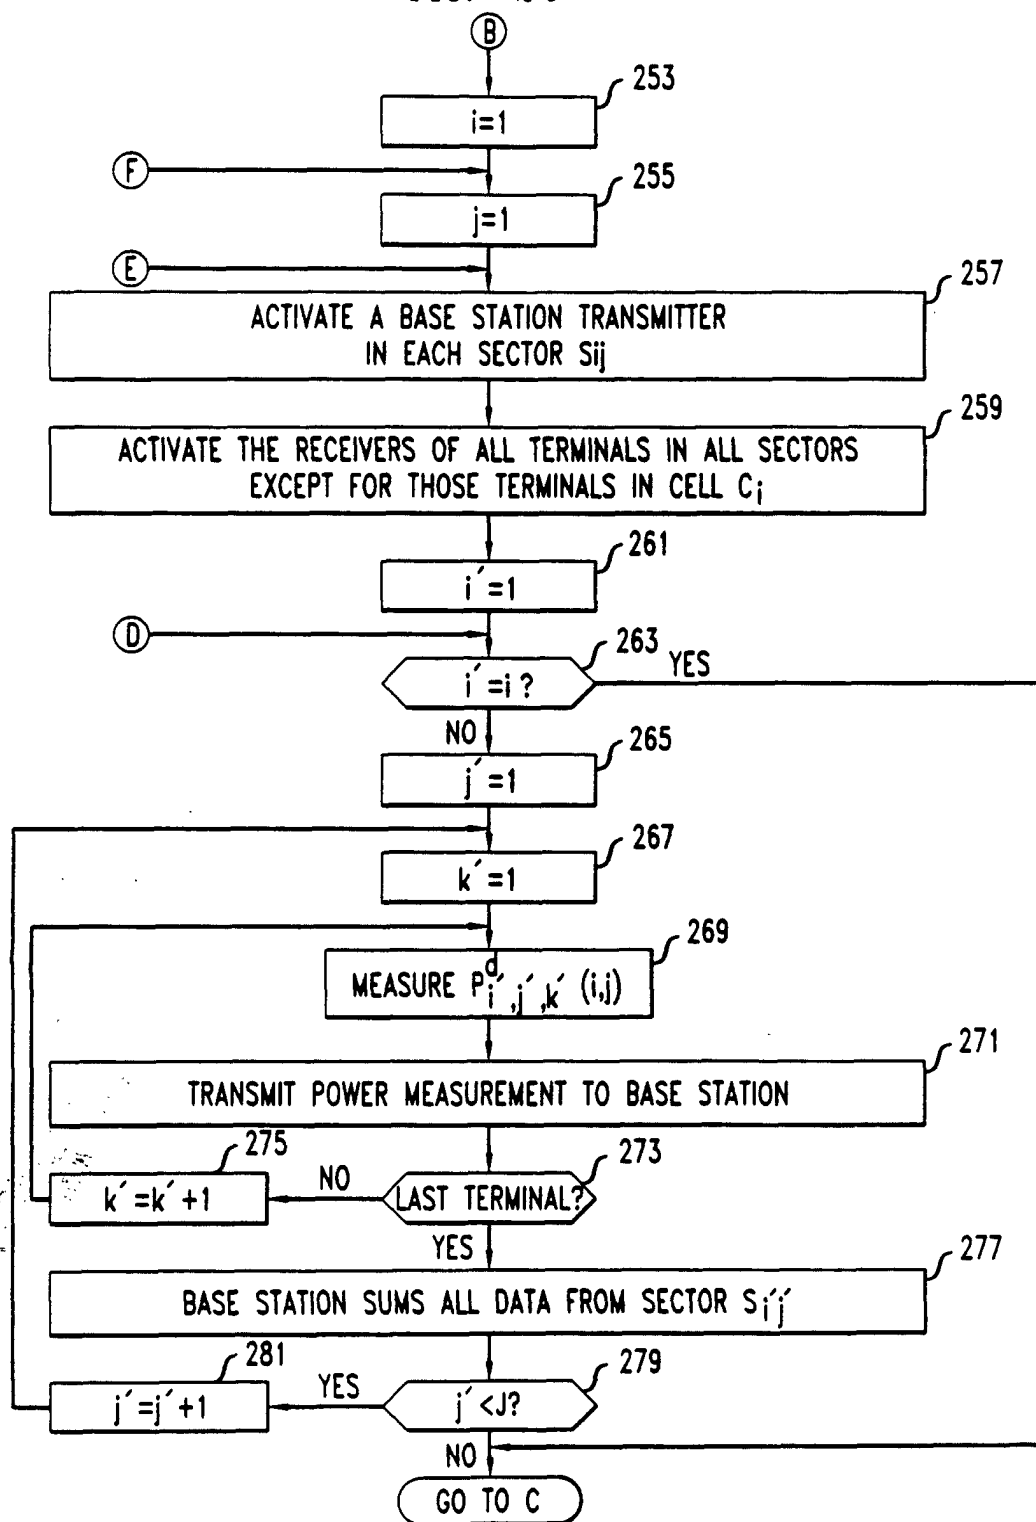 B
253
i=1
F
255
j=1
E
257
ACTIVATE A BASE STATION TRANSMITTER
IN EACH SECTOR Sij
259
ACTIVATE THE RECEIVERS OF ALL TERMINALS IN ALL SECTORS
EXCEPT FOR THOSE TERMINALS IN CELL Ci
261
i´=1
D
263
i´=i?
YES
NO
265
j´=1
267
k´=1
269
MEASURE P^d i´,j´,k´ (i,j)
271
TRANSMIT POWER MEASUREMENT TO BASE STATION
275
273
k´=k´+1
NO
LAST TERMINAL?
YES
277
BASE STATION SUMS ALL DATA FROM SECTOR Si´j´
281
279
j´=j´+1
YES
j´<J?
NO
GO TO C